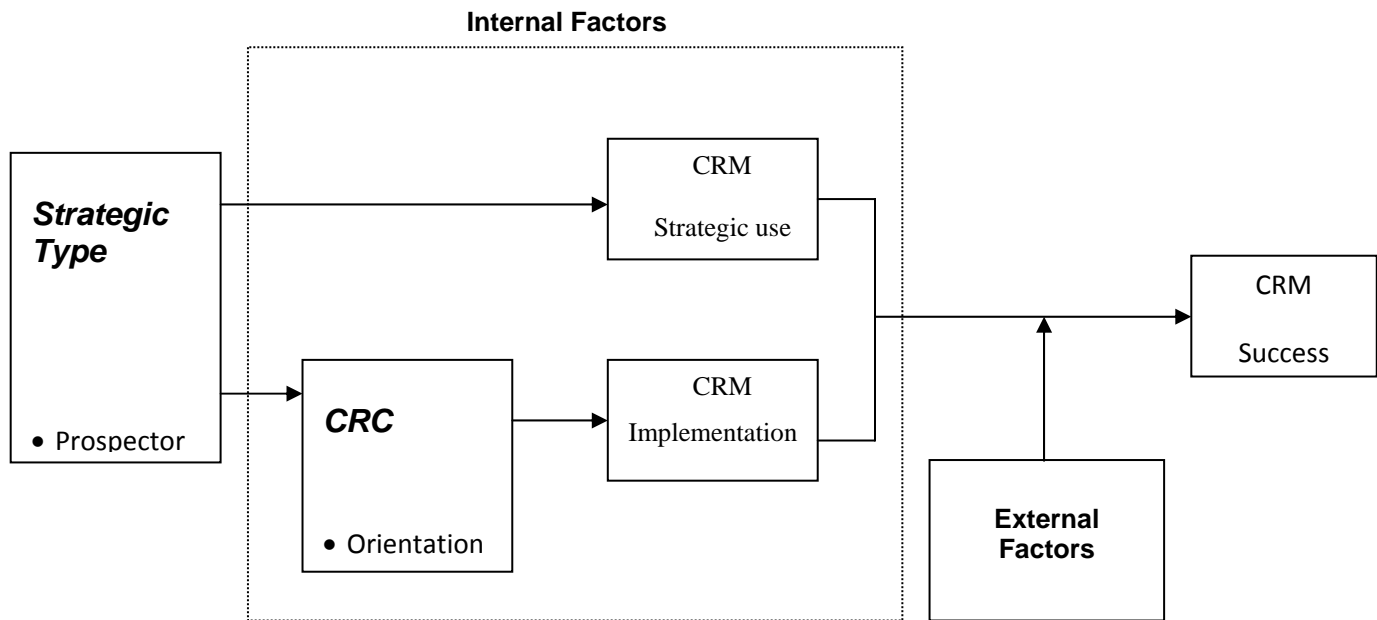 Internal Factors
CRM
Strategic use
Strategic
Type
• Prospector
CRC
• Orientation
CRM
Implementation
CRM
Success
External
Factors